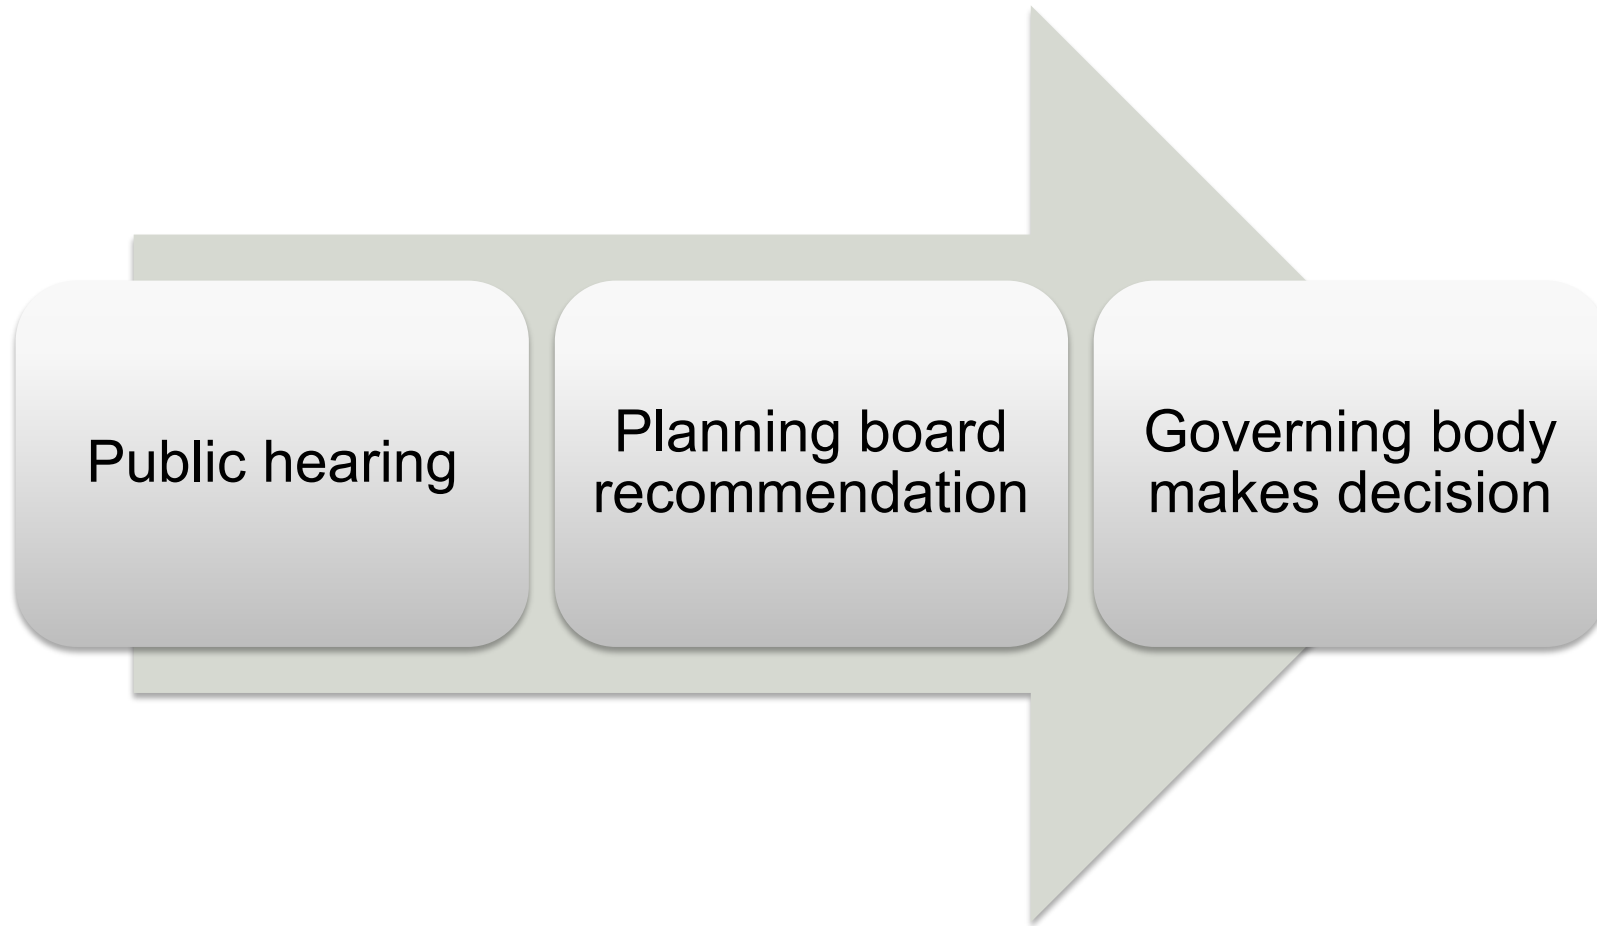 Public hearing
Planning board
recommendation
Governing body
makes decision